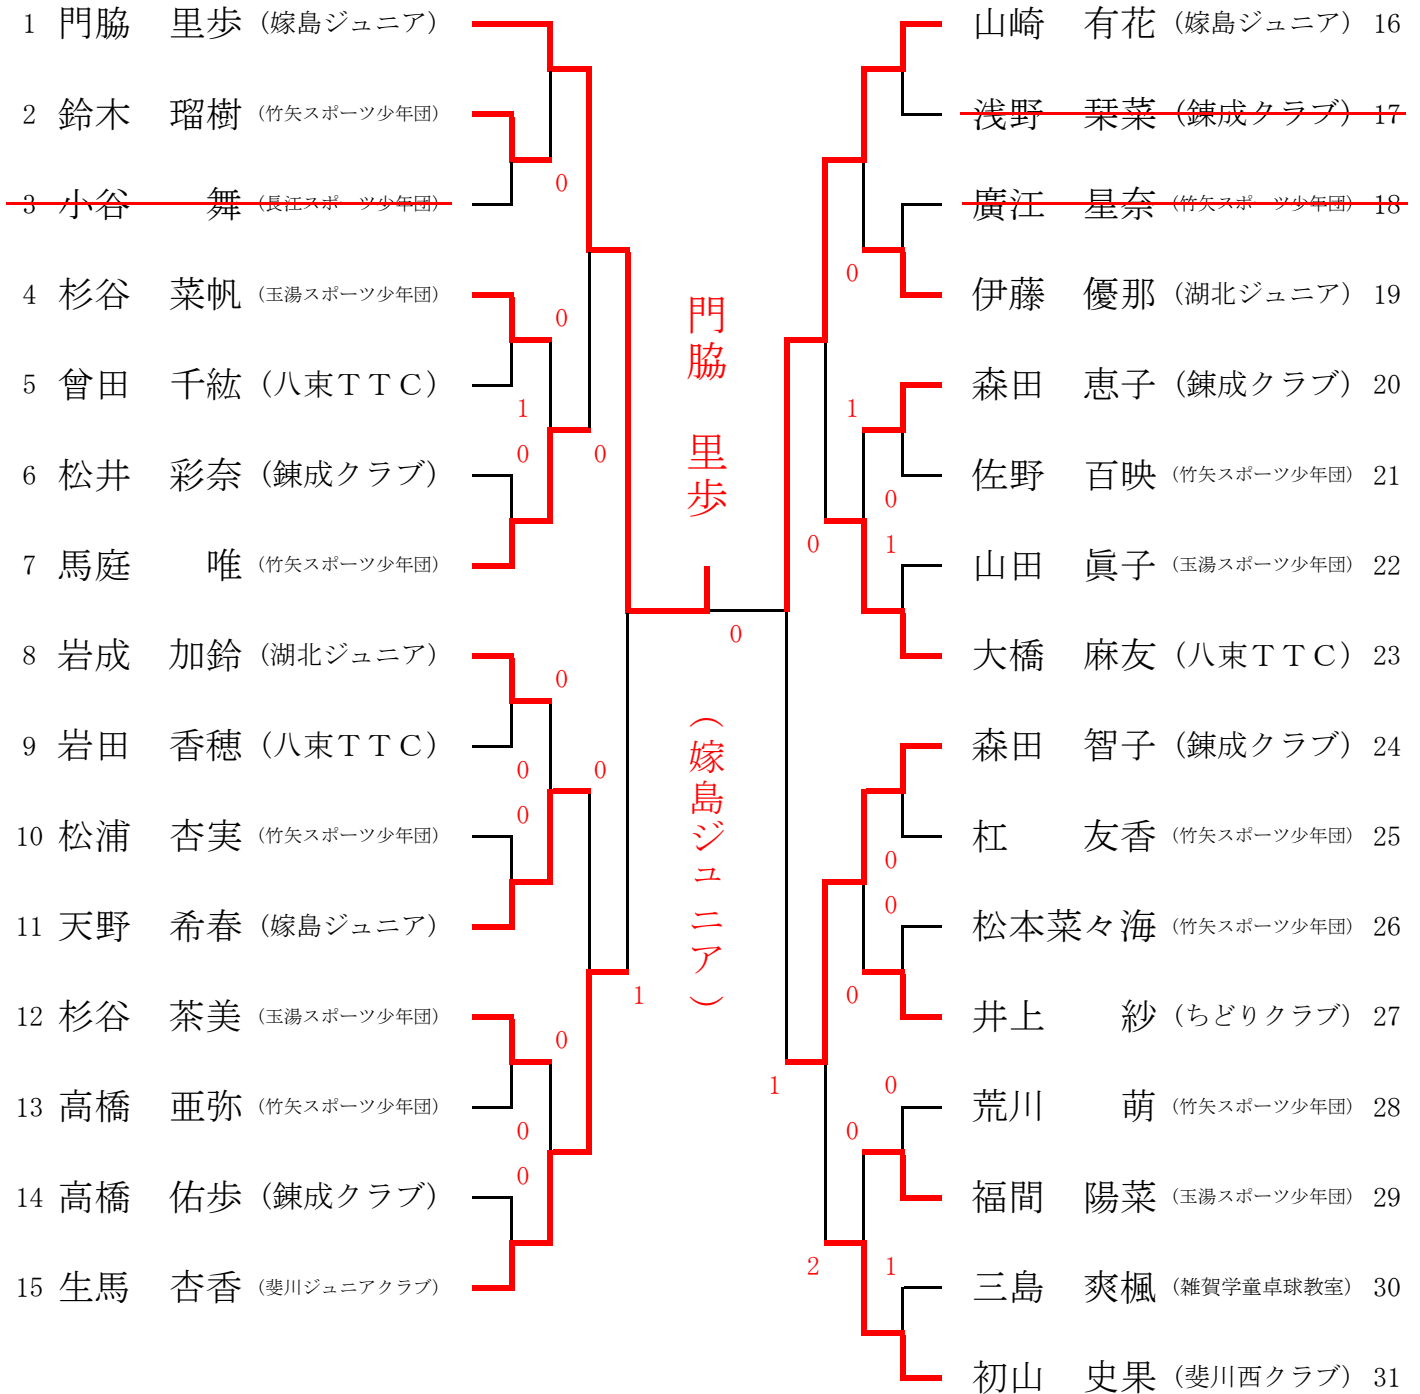 1 門脇 里歩 (嫁島ジュニア)
2 鈴木 瑠樹 (竹矢スポーツ少年団)
3 小谷 舞 (長江スポーツ少年団)
4 杉谷 菜帆 (玉湯スポーツ少年団)
5 曾田 千紘 (八束TTC)
6 松井 彩奈 (錬成クラブ)
7 馬庭 唯 (竹矢スポーツ少年団)
8 岩成 加鈴 (湖北ジュニア)
9 岩田 香穂 (八束TTC)
10 松浦 杏実 (竹矢スポーツ少年団)
11 天野 希春 (嫁島ジュニア)
12 杉谷 茶美 (玉湯スポーツ少年団)
13 高橋 亜弥 (竹矢スポーツ少年団)
14 高橋 佑歩 (錬成クラブ)
15 生馬 杏香 (斐川ジュニアクラブ)
0
0
1
0
0
0
0
0
0
1
0
0
0
門脇 里歩
(嫁島ジュニア)
0
0
1
0
0
1
0
0
0
1
0
0
2
1
山崎 有花 (嫁島ジュニア) 16
浅野 栞菜 (錬成クラブ) 17
廣江 星奈 (竹矢スポーツ少年団) 18
伊藤 優那 (湖北ジュニア) 19
森田 恵子 (錬成クラブ) 20
佐野 百映 (竹矢スポーツ少年団) 21
山田 眞子 (玉湯スポーツ少年団) 22
大橋 麻友 (八束TTC) 23
森田 智子 (錬成クラブ) 24
杠 友香 (竹矢スポーツ少年団) 25
松本菜々海 (竹矢スポーツ少年団) 26
井上 紗 (ちどりクラブ) 27
荒川 萌 (竹矢スポーツ少年団) 28
福間 陽菜 (玉湯スポーツ少年団) 29
三島 爽楓 (雑賀学童卓球教室) 30
初山 史果 (斐川西クラブ) 31